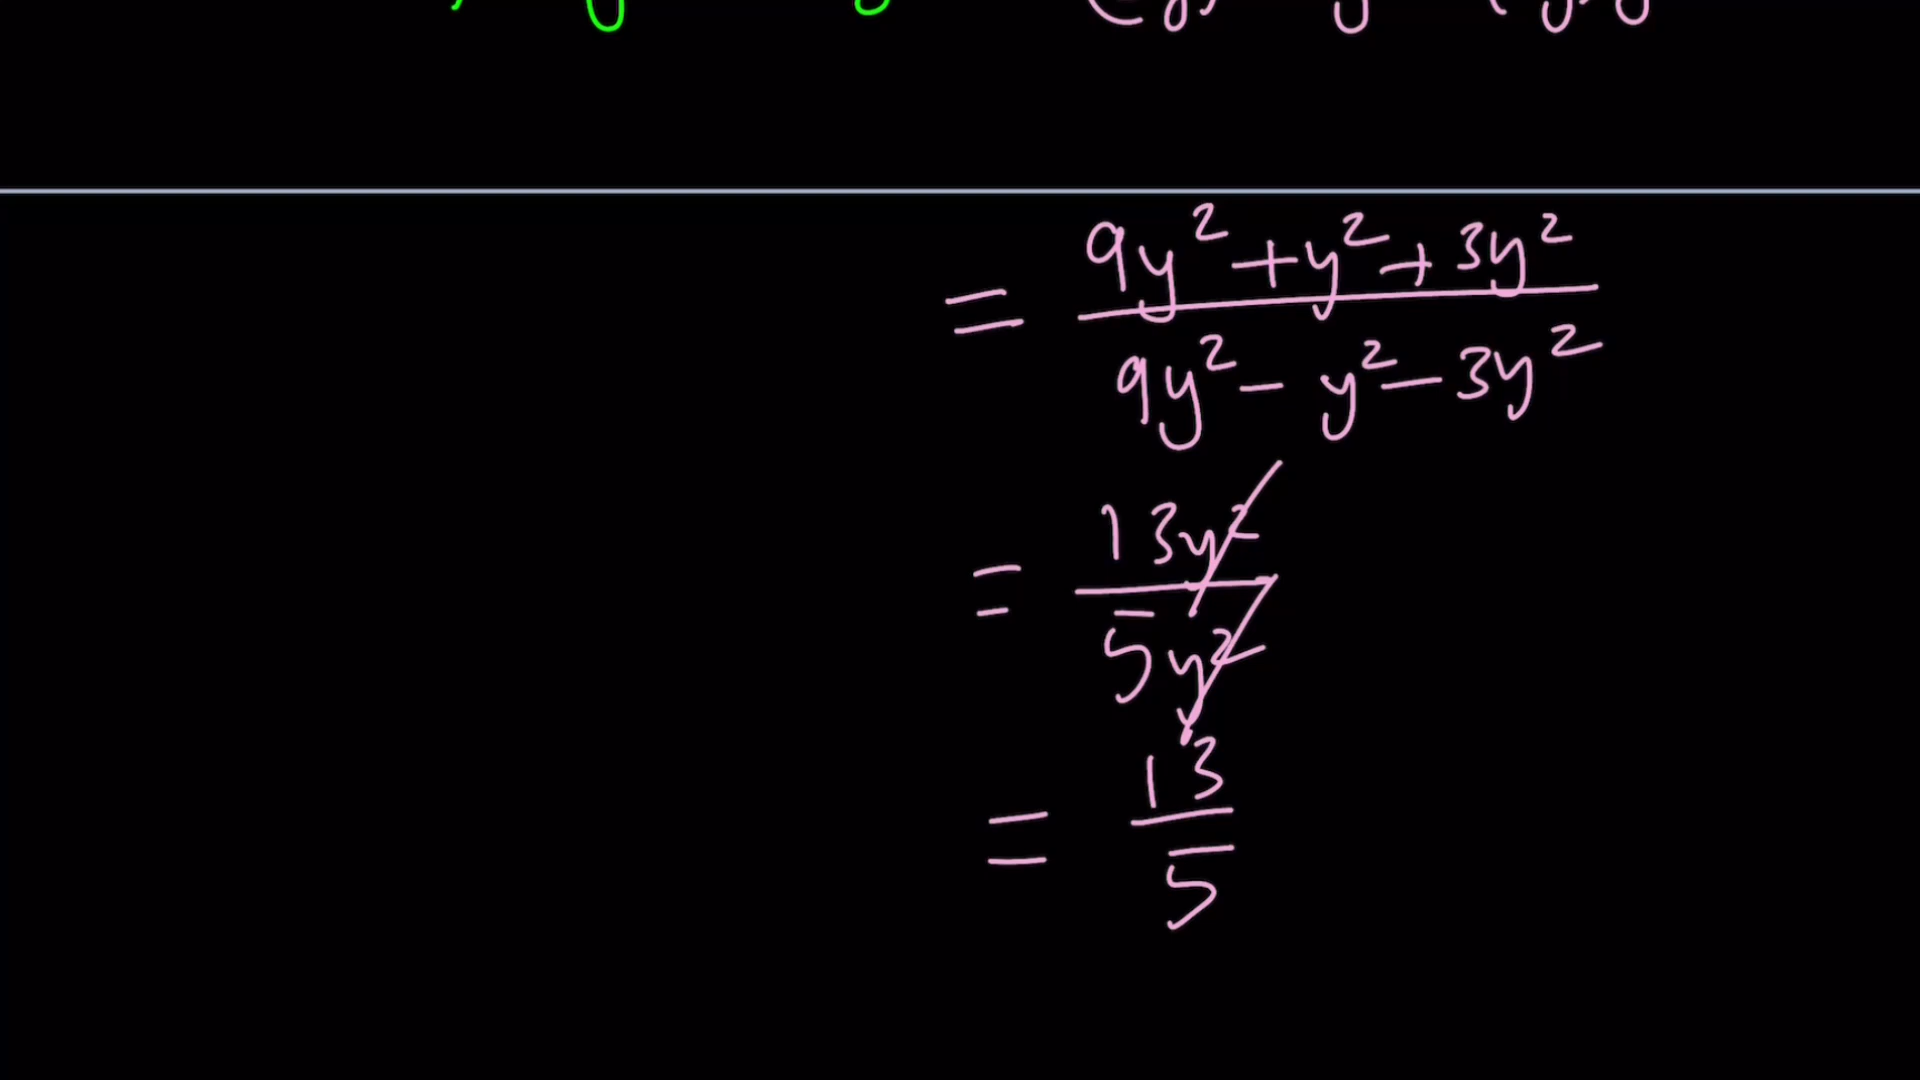 = (9y² + y² + 3y²) / (9y² − y² − 3y²)
= 13y² / 5y²
= 13 / 5